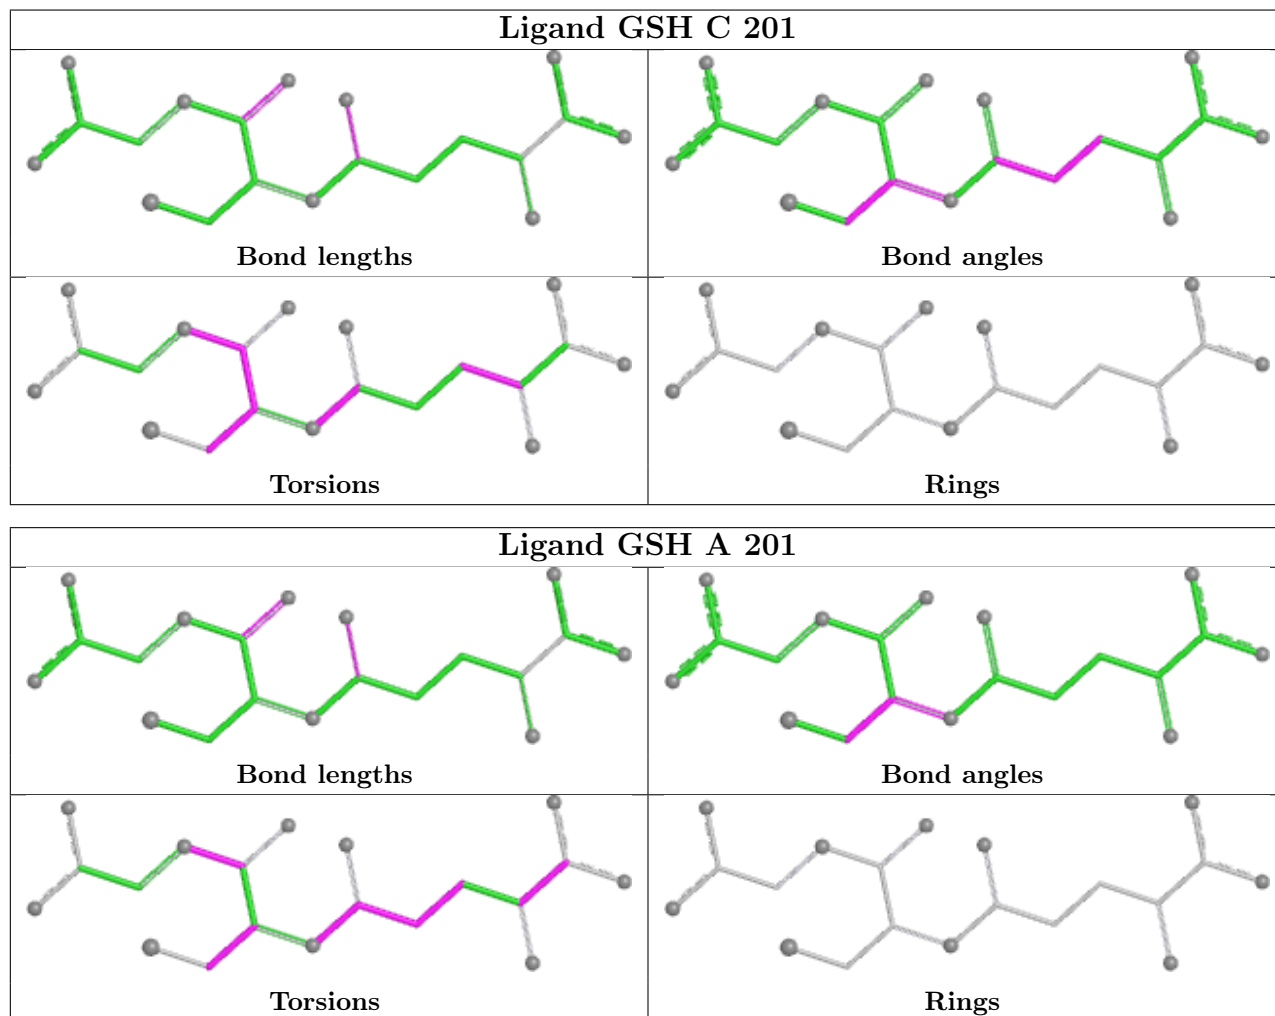 Ligand GSH C 201
Bond lengths
Bond angles
Torsions
Rings
Ligand GSH A 201
Bond lengths
Bond angles
Torsions
Rings